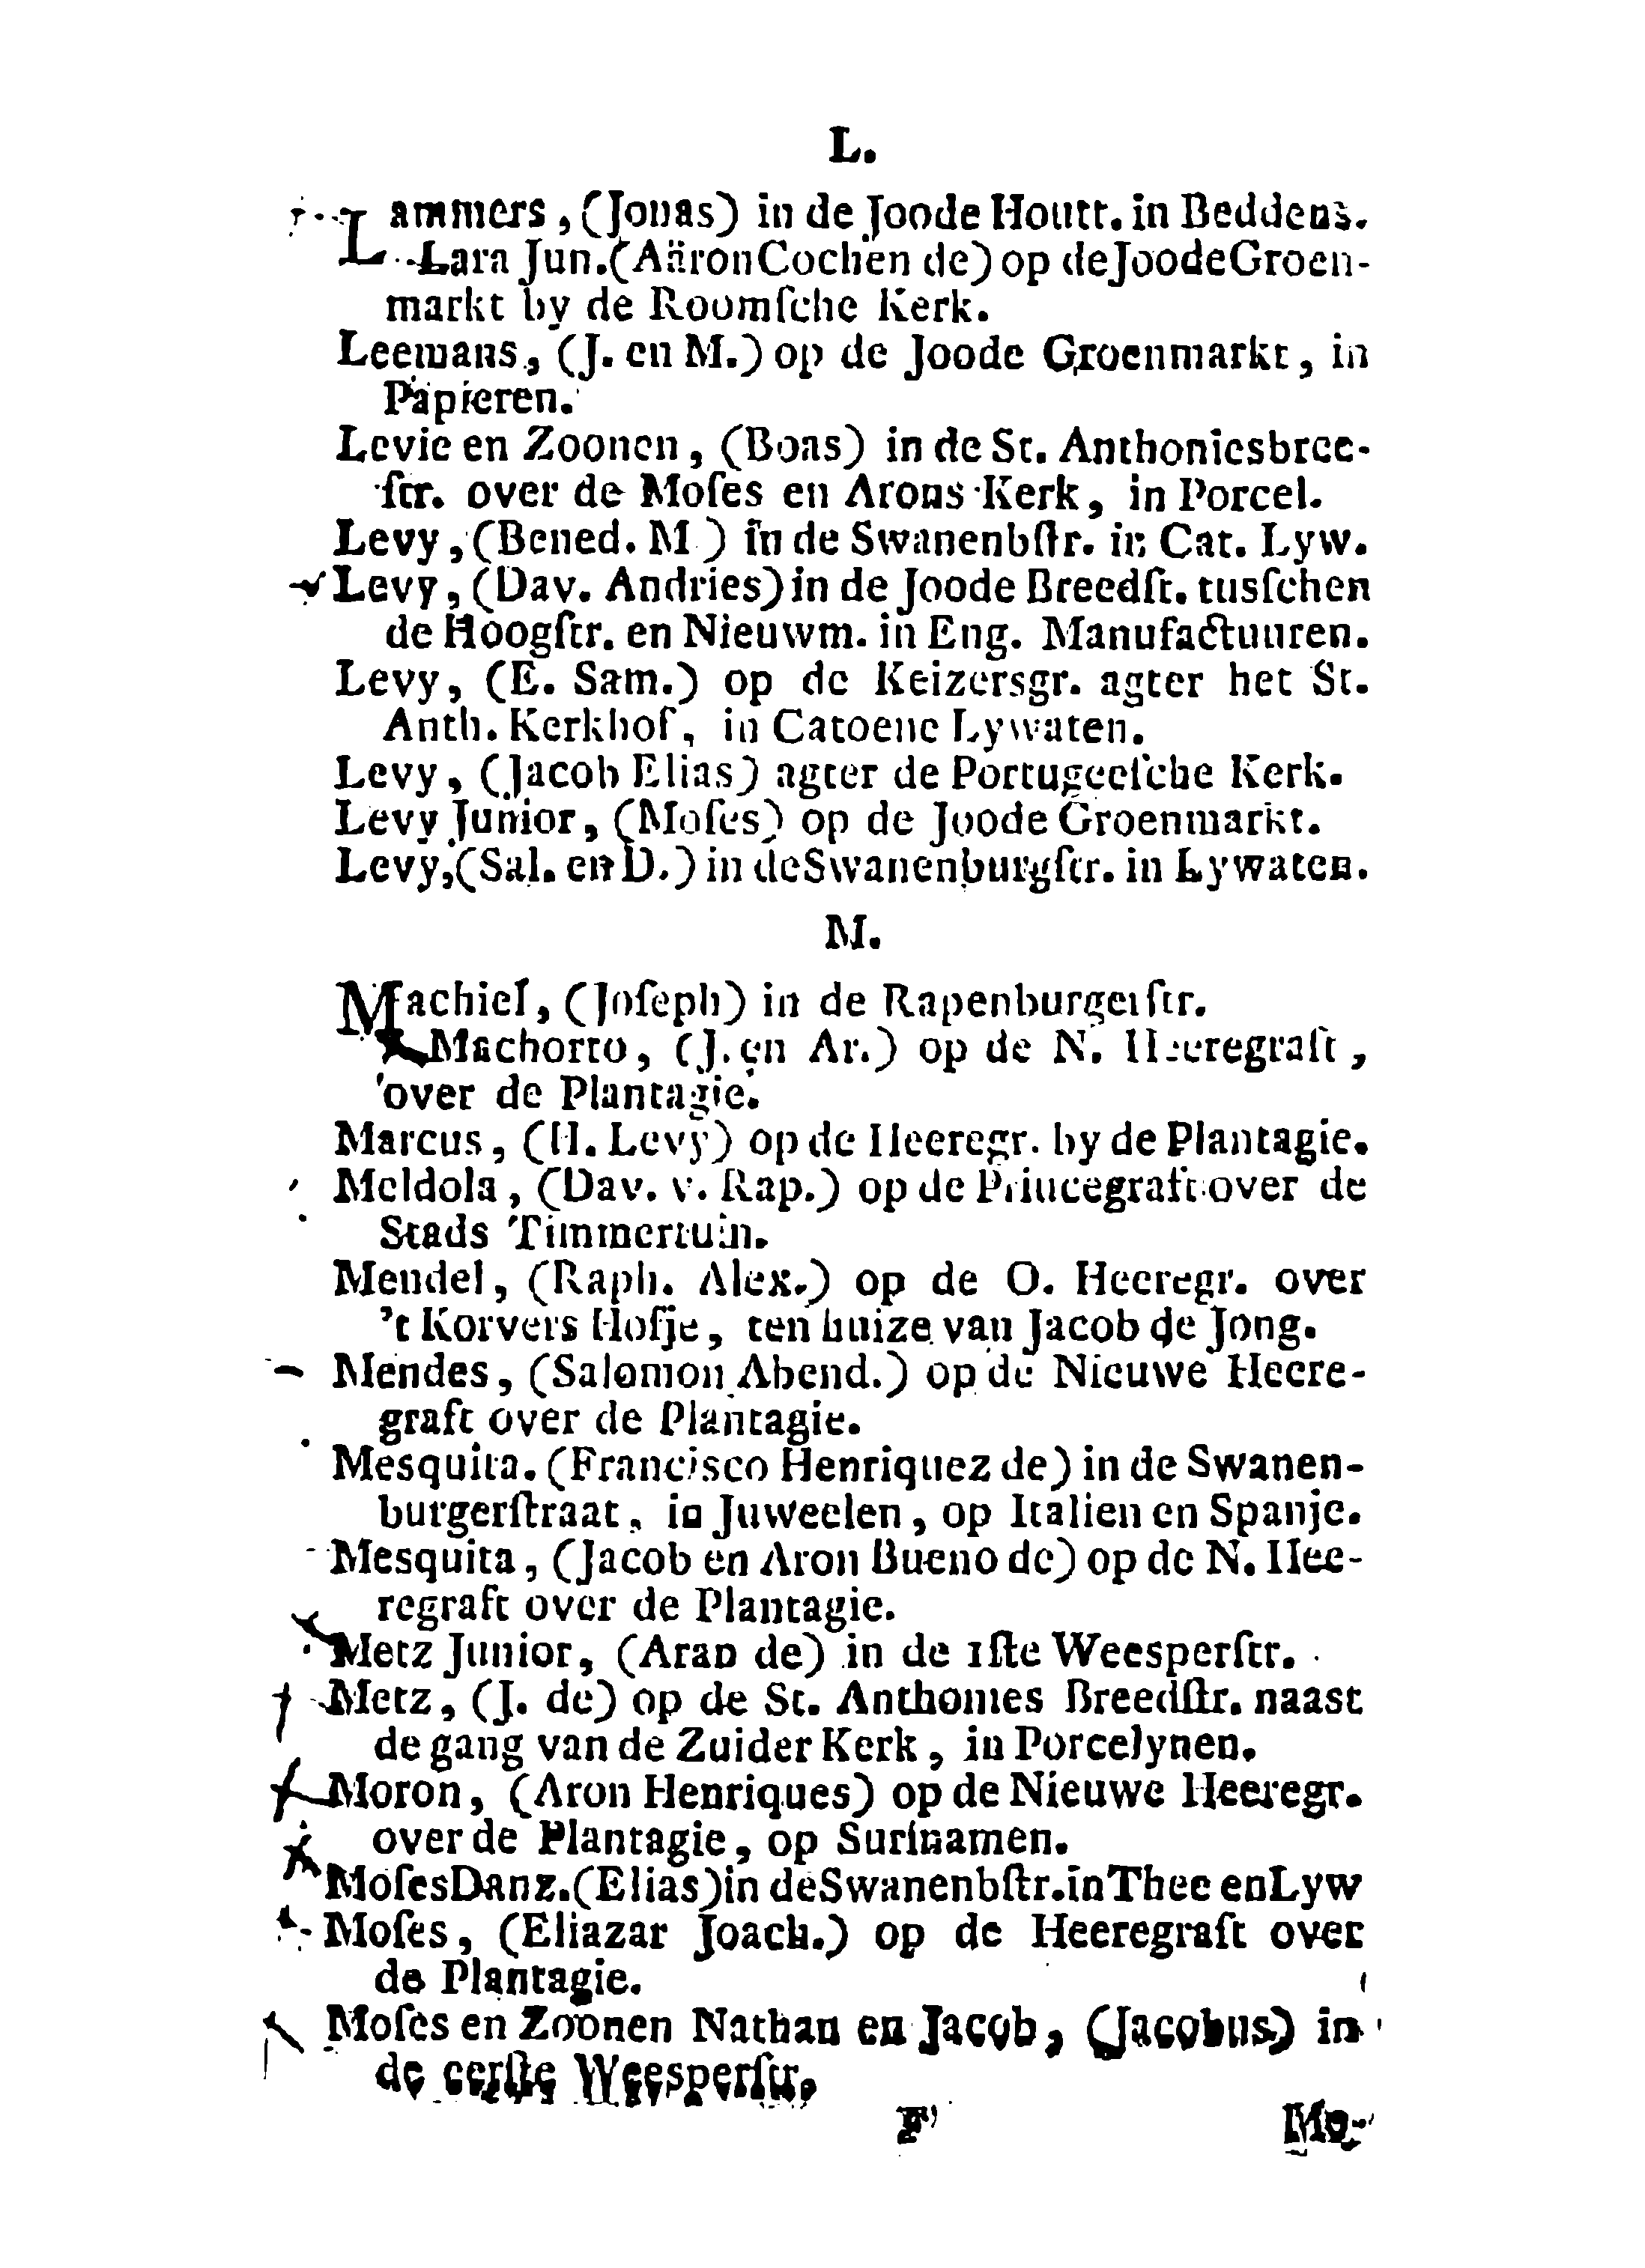 L.
Lammers, (Jonas) in de Joode Houtt. in Beddens.
Lara Jun. (Aäron Cochen de) op de Joode Groen-
markt by de Roomſche Kerk.
Leemans, (J. en M.) op de Joode Groenmarkt, in
Papieren.
Levie en Zoonen, (Boas) in de St. Anthoniesbree-
ſtr. over de Moſes en Arons Kerk, in Porcel.
Levy, (Bened. M ) in de Swanenbſtr. in Cat. Lyw.
Levy, (Dav. Andries) in de Joode Breedſt. tusſchen
de Hoogſtr. en Nieuwm. in Eng. Manufactuuren.
Levy, (E. Sam.) op de Keizersgr. agter het St.
Anth. Kerkhof, in Catoene Lywaten.
Levy, (Jacob Elias) agter de Portugeeſche Kerk.
Levy Junior, (Moſes) op de Joode Groenmarkt.
Levy, (Sal. en D.) in de Swanenburgſtr. in Lywaten.
M.
Machiel, (Joſeph) in de Rapenburgerſtr.
Machorro, (J. en Ar.) op de N. Heeregraft,
over de Plantagie.
Marcus, (H. Levy) op de Heeregr. by de Plantagie.
Meldola, (Dav. v. Rap.) op de Princegraft over de
Stads Timmertuin.
Mendel, (Raph. Alex.) op de O. Heeregr. over
't Korvers Hofje, ten huize van Jacob de Jong.
Mendes, (Salomon Abend.) op de Nieuwe Heere-
graft over de Plantagie.
Mesquita. (Francisco Henriquez de) in de Swanen-
burgerſtraat, in Juweelen, op Italien en Spanje.
Mesquita, (Jacob en Aron Bueno de) op de N. Hee-
regraft over de Plantagie.
Metz Junior, (Aran de) in de 1ſte Weesperſtr.
Metz, (J. de) op de St. Anthonies Breedſtr. naast
de gang van de Zuider Kerk, in Porcelynen.
Moron, (Aron Henriques) op de Nieuwe Heeregr.
over de Plantagie, op Surinamen.
Moſes Danz. (Elias) in de Swanenbſtr. in Thee en Lyw
Moſes, (Eliazar Joach.) op de Heeregraft over
de Plantagie.
Moſes en Zoonen Nathan en Jacob, (Jacobus) in
de eerſte Weesperſtr.
F Mo-